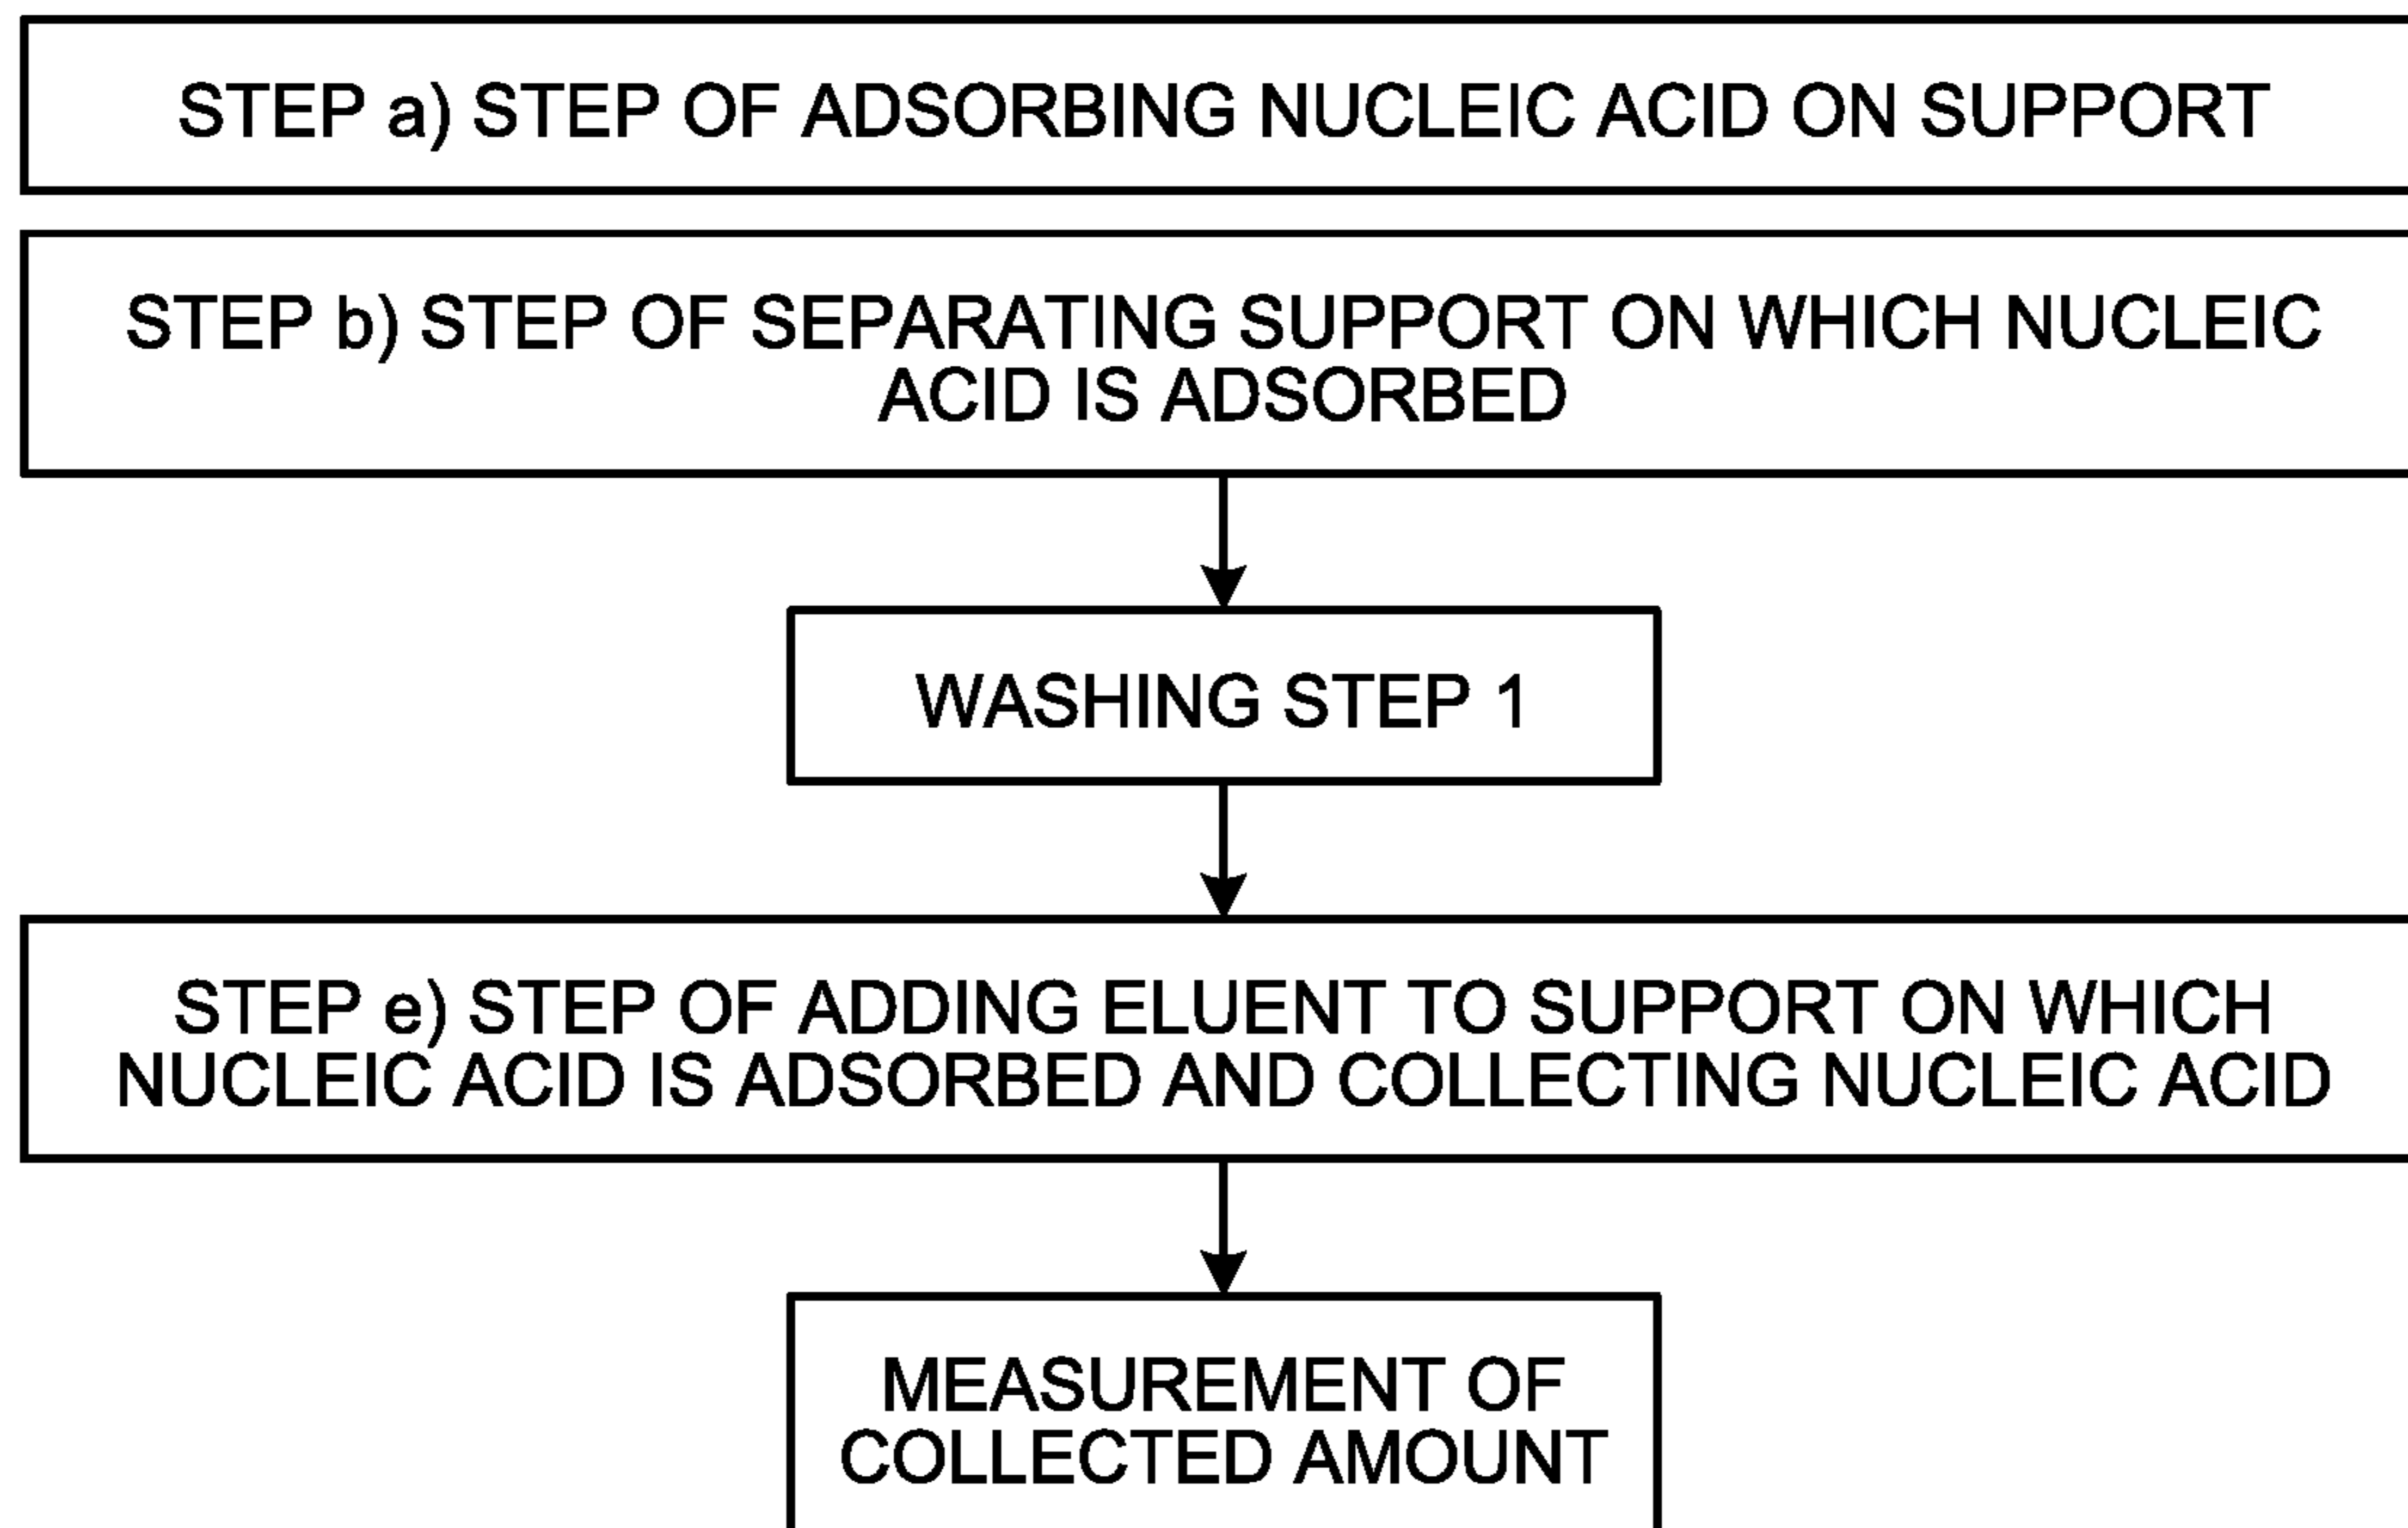 STEP a) STEP OF ADSORBING NUCLEIC ACID ON SUPPORT
STEP b) STEP OF SEPARATING SUPPORT ON WHICH NUCLEIC
ACID IS ADSORBED
WASHING STEP 1
STEP e) STEP OF ADDING ELUENT TO SUPPORT ON WHICH
NUCLEIC ACID IS ADSORBED AND COLLECTING NUCLEIC ACID
MEASUREMENT OF
COLLECTED AMOUNT